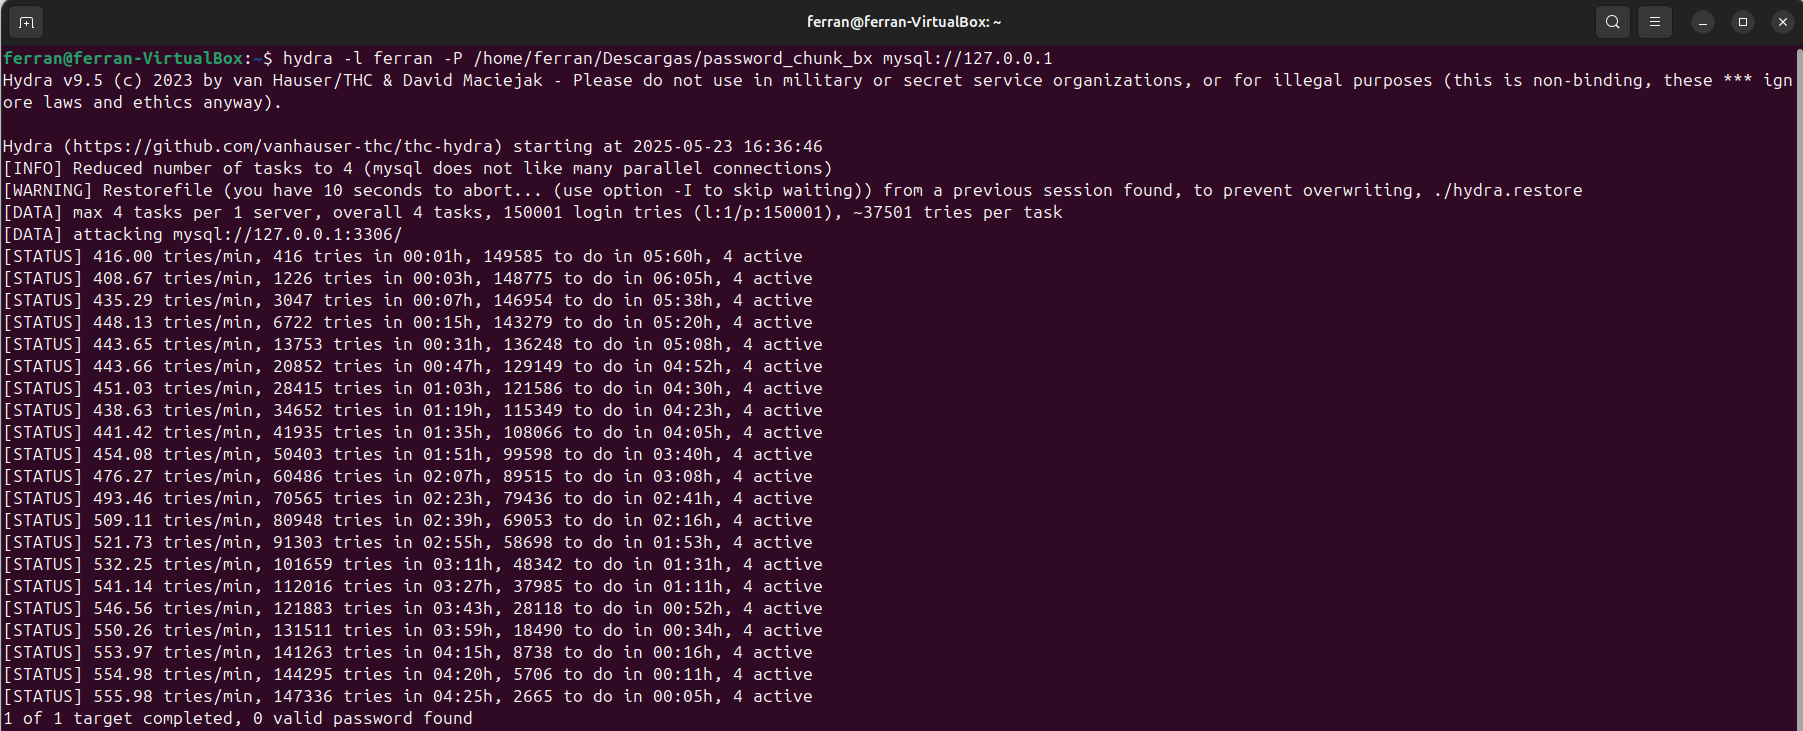 ferran@ferran-VirtualBox: ~
ferran@ferran-VirtualBox:~$ hydra -l ferran -P /home/ferran/Descargas/password_chunk_bx mysql://127.0.0.1
Hydra v9.5 (c) 2023 by van Hauser/THC & David Maciejak - Please do not use in military or secret service organizations, or for illegal purposes (this is non-binding, these *** ign
ore laws and ethics anyway).
Hydra (https://github.com/vanhauser-thc/thc-hydra) starting at 2025-05-23 16:36:46
[INFO] Reduced number of tasks to 4 (mysql does not like many parallel connections)
[WARNING] Restorefile (you have 10 seconds to abort... (use option -I to skip waiting)) from a previous session found, to prevent overwriting, ./hydra.restore
[DATA] max 4 tasks per 1 server, overall 4 tasks, 150001 login tries (l:1/p:150001), ~37501 tries per task
[DATA] attacking mysql://127.0.0.1:3306/
[STATUS] 416.00 tries/min, 416 tries in 00:01h, 149585 to do in 05:60h, 4 active
[STATUS] 408.67 tries/min, 1226 tries in 00:03h, 148775 to do in 06:05h, 4 active
[STATUS] 435.29 tries/min, 3047 tries in 00:07h, 146954 to do in 05:38h, 4 active
[STATUS] 448.13 tries/min, 6722 tries in 00:15h, 143279 to do in 05:20h, 4 active
[STATUS] 443.65 tries/min, 13753 tries in 00:31h, 136248 to do in 05:08h, 4 active
[STATUS] 443.66 tries/min, 20852 tries in 00:47h, 129149 to do in 04:52h, 4 active
[STATUS] 451.03 tries/min, 28415 tries in 01:03h, 121586 to do in 04:30h, 4 active
[STATUS] 438.63 tries/min, 34652 tries in 01:19h, 115349 to do in 04:23h, 4 active
[STATUS] 441.42 tries/min, 41935 tries in 01:35h, 108066 to do in 04:05h, 4 active
[STATUS] 454.08 tries/min, 50403 tries in 01:51h, 99598 to do in 03:40h, 4 active
[STATUS] 476.27 tries/min, 60486 tries in 02:07h, 89515 to do in 03:08h, 4 active
[STATUS] 493.46 tries/min, 70565 tries in 02:23h, 79436 to do in 02:41h, 4 active
[STATUS] 509.11 tries/min, 80948 tries in 02:39h, 69053 to do in 02:16h, 4 active
[STATUS] 521.73 tries/min, 91303 tries in 02:55h, 58698 to do in 01:53h, 4 active
[STATUS] 532.25 tries/min, 101659 tries in 03:11h, 48342 to do in 01:31h, 4 active
[STATUS] 541.14 tries/min, 112016 tries in 03:27h, 37985 to do in 01:11h, 4 active
[STATUS] 546.56 tries/min, 121883 tries in 03:43h, 28118 to do in 00:52h, 4 active
[STATUS] 550.26 tries/min, 131511 tries in 03:59h, 18490 to do in 00:34h, 4 active
[STATUS] 553.97 tries/min, 141263 tries in 04:15h, 8738 to do in 00:16h, 4 active
[STATUS] 554.98 tries/min, 144295 tries in 04:20h, 5706 to do in 00:11h, 4 active
[STATUS] 555.98 tries/min, 147336 tries in 04:25h, 2665 to do in 00:05h, 4 active
1 of 1 target completed, 0 valid password found